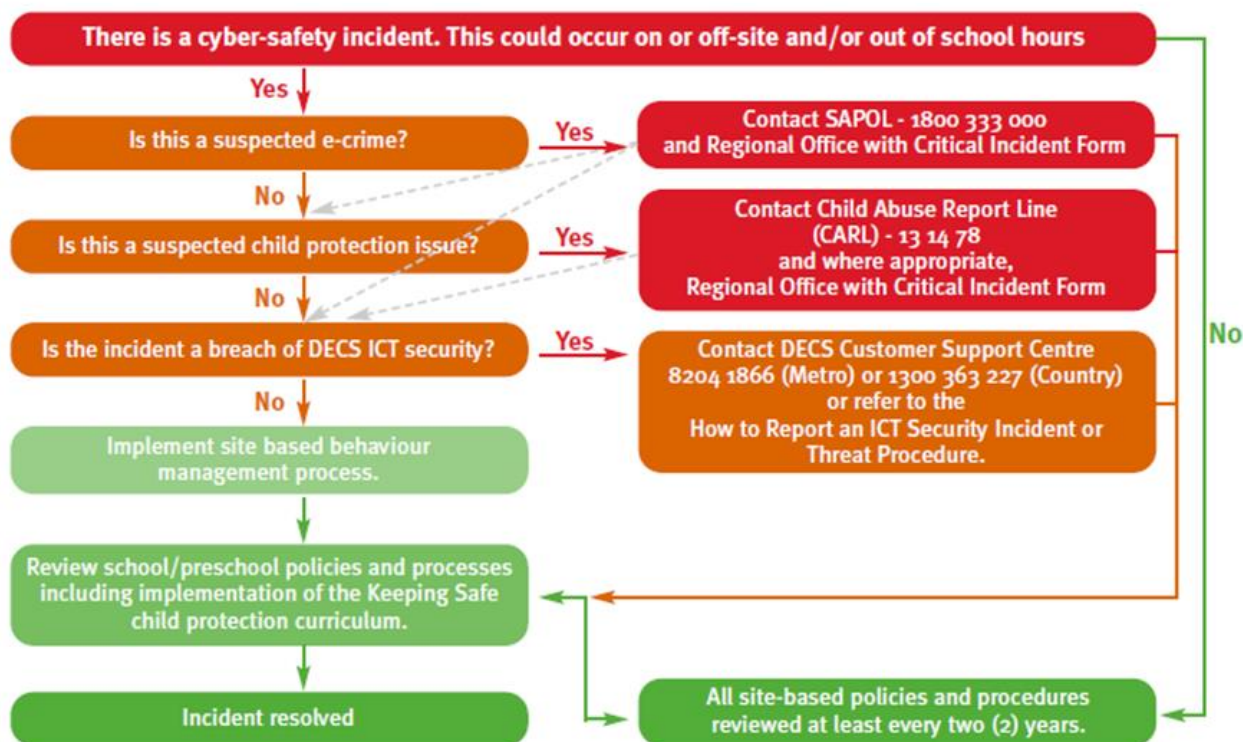 There is a cyber-safety incident. This could occur on or off-site and/or out of school hours
Yes
Is this a suspected e-crime?
Yes
Contact SAPOL - 1800 333 000
and Regional Office with Critical Incident Form
No
Is this a suspected child protection issue?
Yes
Contact Child Abuse Report Line
(CARL) - 13 14 78
and where appropriate,
Regional Office with Critical Incident Form
No
Is the incident a breach of DECS ICT security?
Yes
Contact DECS Customer Support Centre
8204 1866 (Metro) or 1300 363 227 (Country)
or refer to the
How to Report an ICT Security Incident or
Threat Procedure.
No
No
Implement site based behaviour
management process.
Review school/preschool policies and processes
including implementation of the Keeping Safe
child protection curriculum.
Incident resolved
All site-based policies and procedures
reviewed at least every two (2) years.